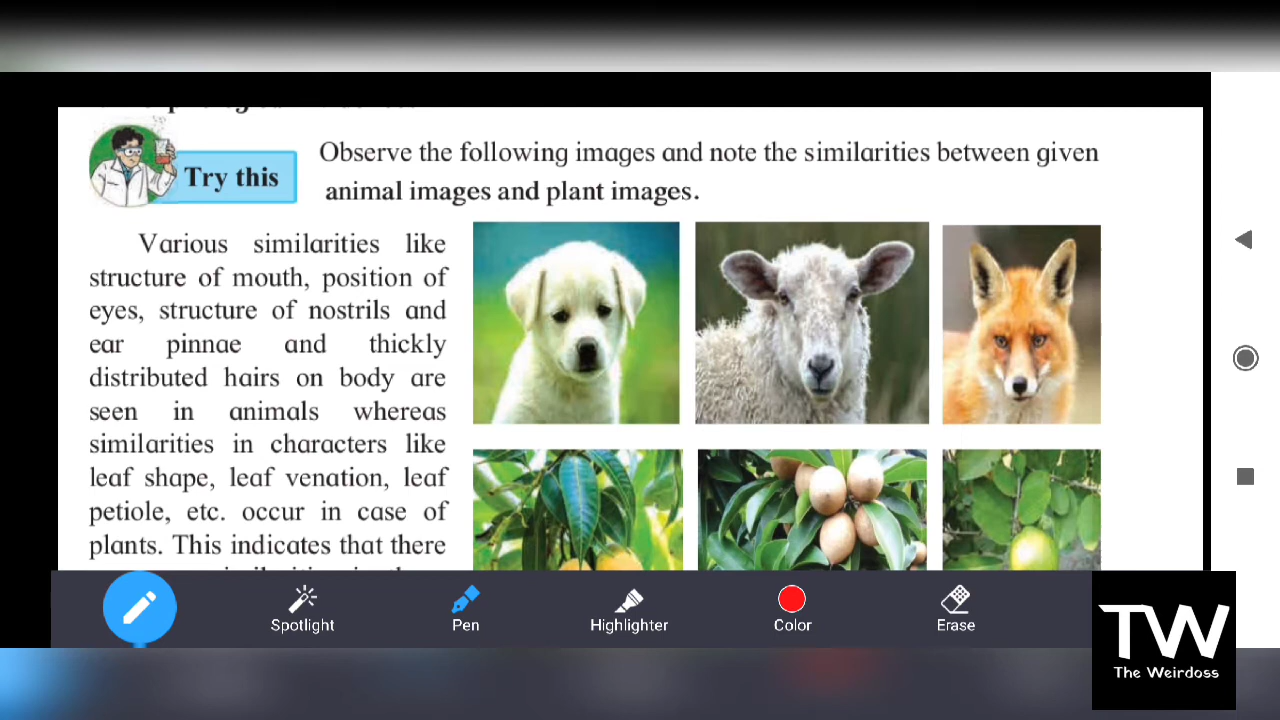 Try this
Observe the following images and note the similarities between given
animal images and plant images.
Various similarities like
structure of mouth, position of
eyes, structure of nostrils and
ear pinnae and thickly
distributed hairs on body are
seen in animals whereas
similarities in characters like
leaf shape, leaf venation, leaf
petiole, etc. occur in case of
plants. This indicates that there
Spotlight
Pen
Highlighter
Color
Erase
TW
The Weirdoss